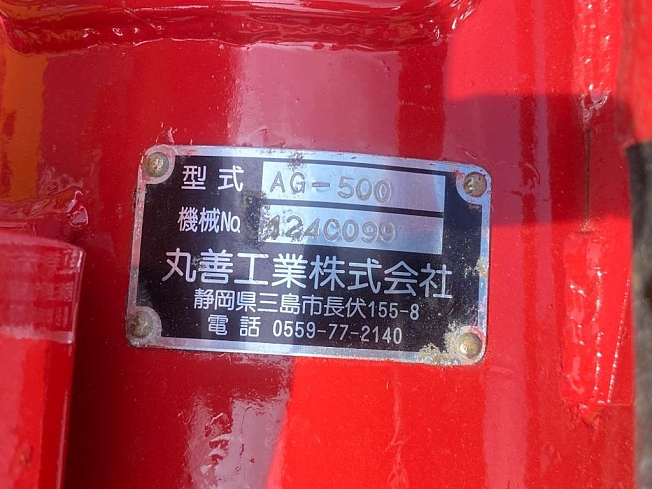 型式 AG-500
機械NO. 424C099
丸善工業株式会社
静岡県三島市長伏155-8
電話 0559-77-2140